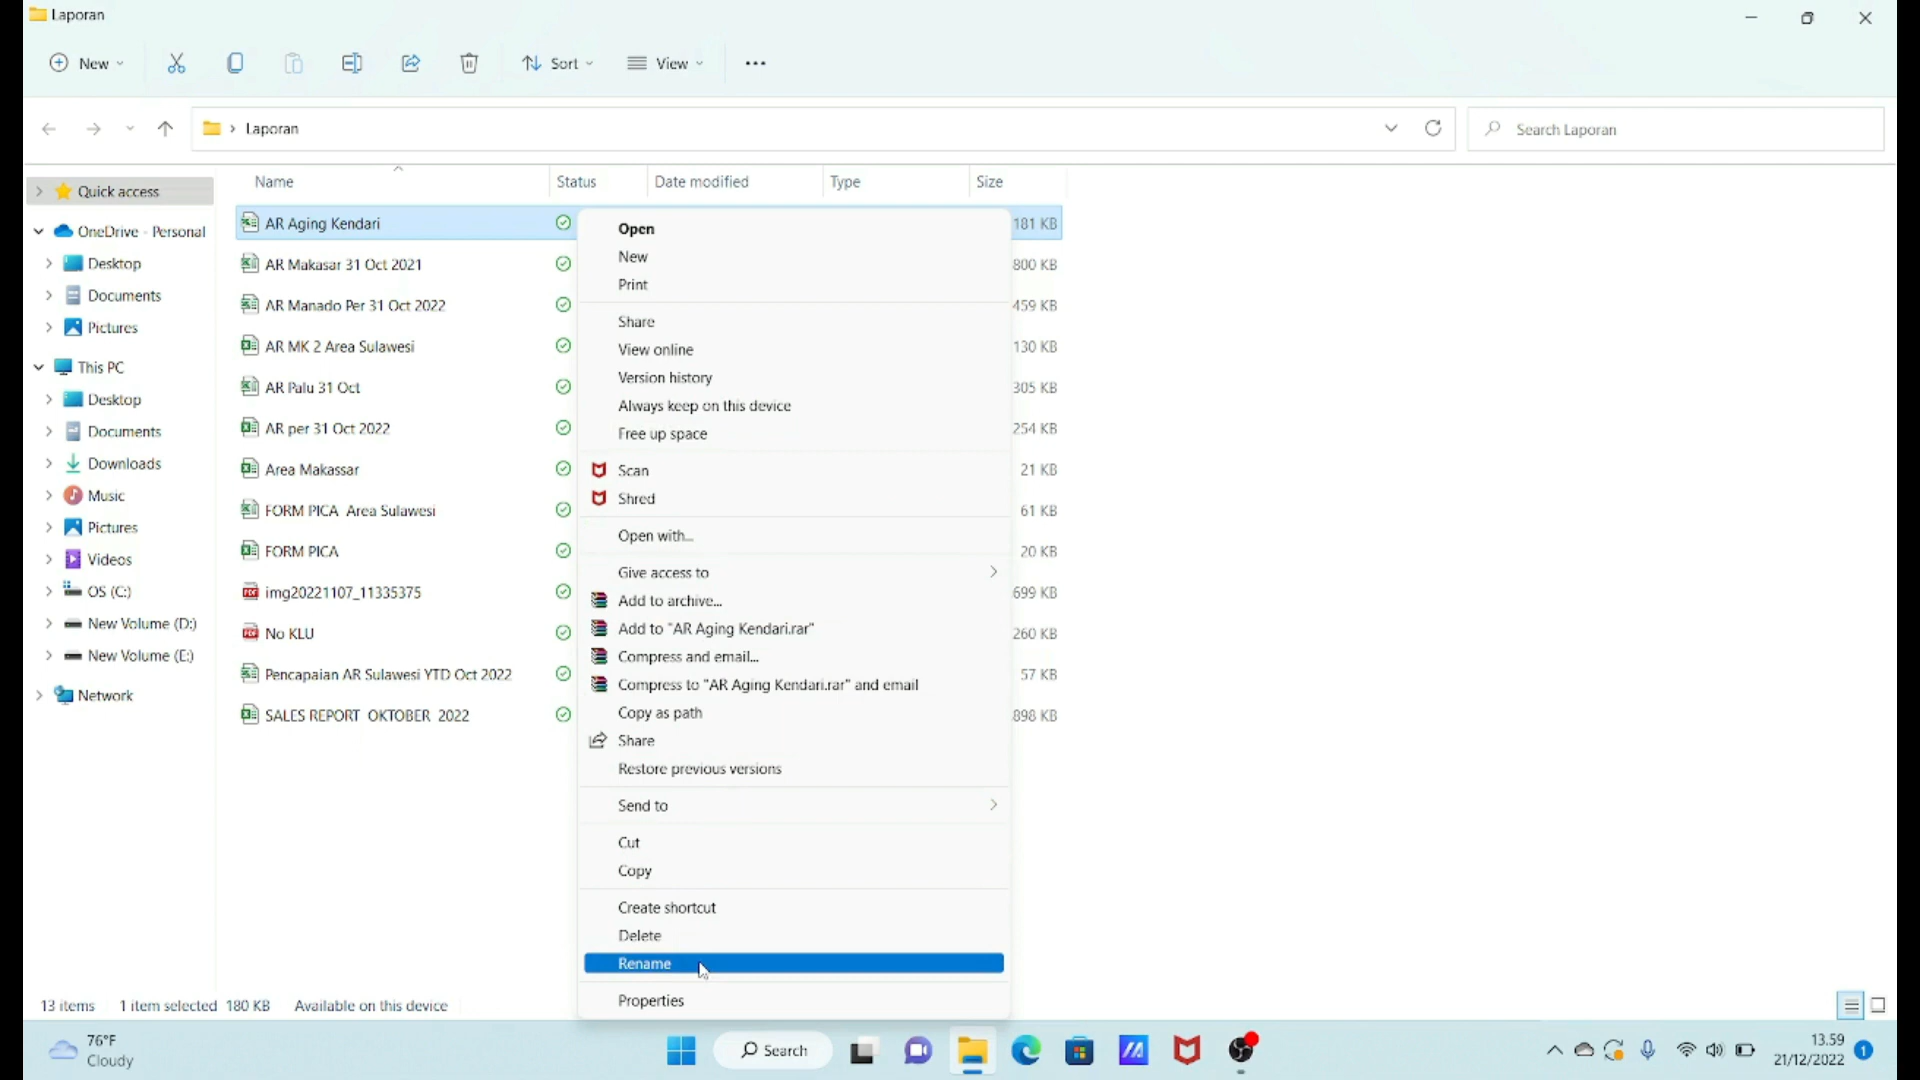 Laporan
New
Sort
View
Laporan
Search Laporan
Name
Status
Date modified
Type
Size
Quick access
OneDrive - Personal
Desktop
Documents
Pictures
This PC
Desktop
Documents
Downloads
Music
Pictures
Videos
OS (C:)
New Volume (D:)
New Volume (E:)
Network
AR Aging Kendari
181 KB
AR Makasar 31 Oct 2021
800 KB
AR Manado Per 31 Oct 2022
459 KB
AR MK 2 Area Sulawesi
130 KB
AR Palu 31 Oct
305 KB
AR per 31 Oct 2022
254 KB
Area Makassar
21 KB
FORM PICA Area Sulawesi
61 KB
FORM PICA
20 KB
img20221107_11335375
699 KB
No KLU
260 KB
Pencapaian AR Sulawesi YTD Oct 2022
57 KB
SALES REPORT OKTOBER 2022
898 KB
Open
New
Print
Share
View online
Version history
Always keep on this device
Free up space
Scan
Shred
Open with...
Give access to
Add to archive...
Add to "AR Aging Kendari.rar"
Compress and email...
Compress to "AR Aging Kendari.rar" and email
Copy as path
Share
Restore previous versions
Send to
Cut
Copy
Create shortcut
Delete
Rename
Properties
13 items
1 item selected 180 KB
Available on this device
76°F
Cloudy
Search
13.59
21/12/2022
1